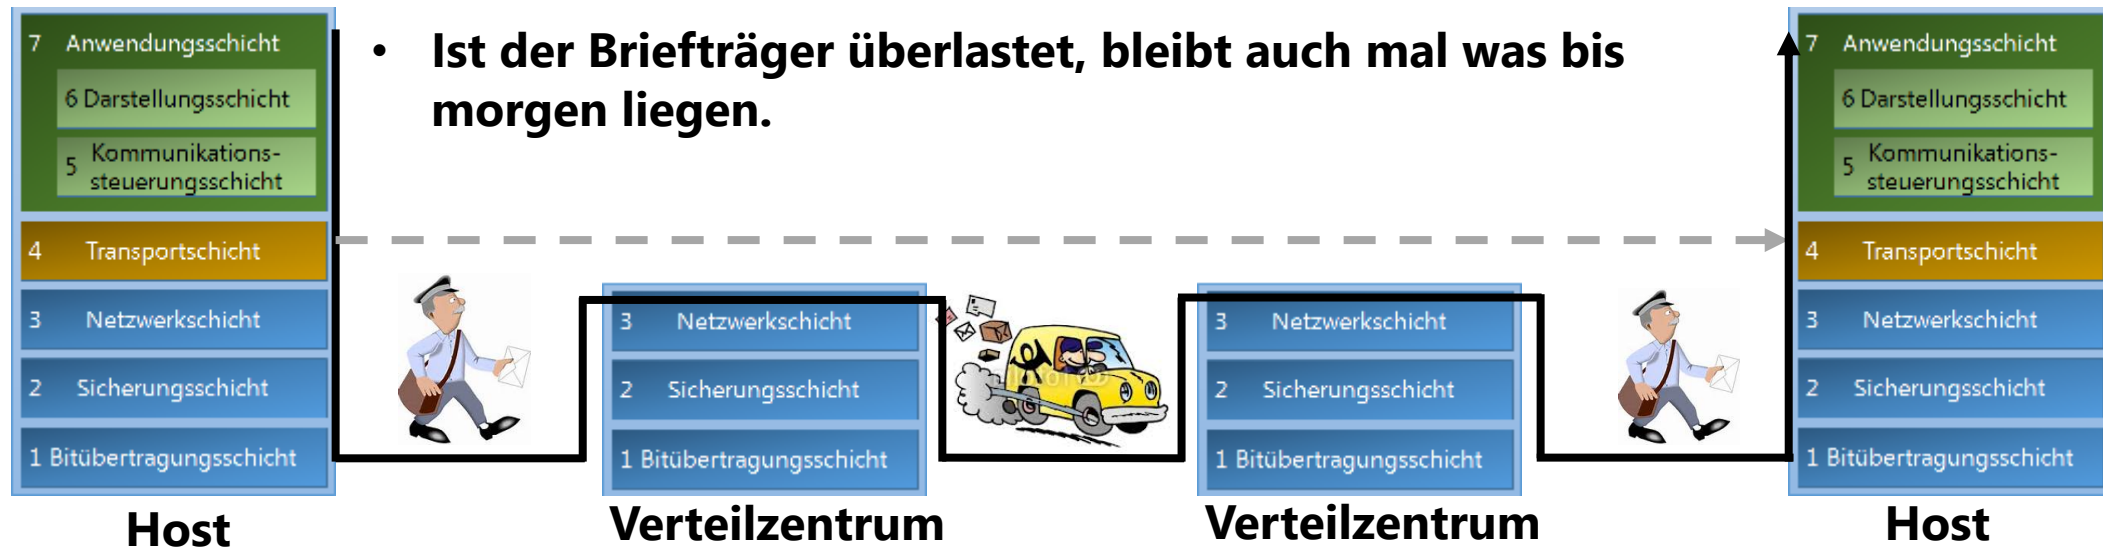 7 Anwendungsschicht
6 Darstellungsschicht
5 Kommunikations-
steuerungsschicht
4 Transportschicht
3 Netzwerkschicht
2 Sicherungsschicht
1 Bitübertragungsschicht
Host
• Ist der Briefträger überlastet, bleibt auch mal was bis
morgen liegen.
3 Netzwerkschicht
2 Sicherungsschicht
1 Bitübertragungsschicht
Verteilzentrum
3 Netzwerkschicht
2 Sicherungsschicht
1 Bitübertragungsschicht
Verteilzentrum
7 Anwendungsschicht
6 Darstellungsschicht
5 Kommunikations-
steuerungsschicht
4 Transportschicht
3 Netzwerkschicht
2 Sicherungsschicht
1 Bitübertragungsschicht
Host